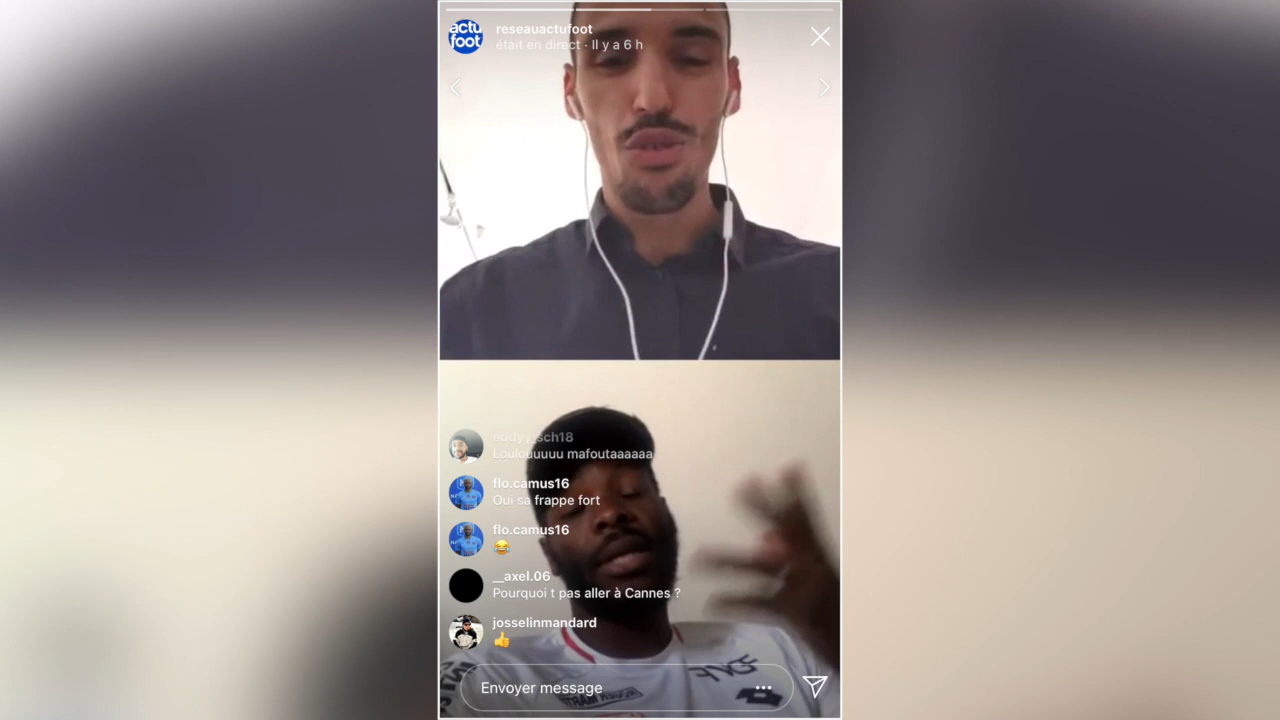 actu
foot
reseauactufoot
était en direct · Il y a 6 h
eddyy_sch18
Loulouuuuu mafoutaaaaaa
flo.camus16
Oui sa frappe fort
flo.camus16
😂
__axel.06
Pourquoi t pas aller à Cannes ?
josselinmandard
👍
Envoyer message